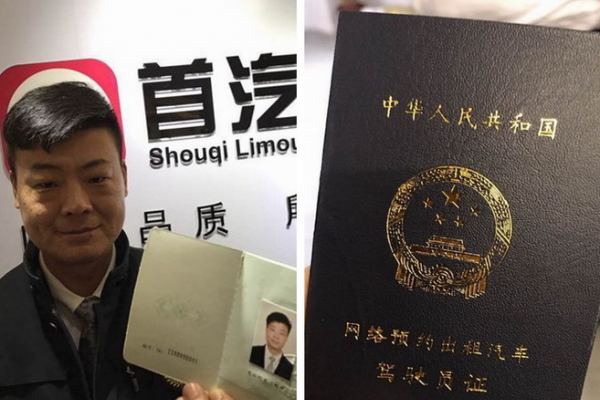 首汽
Shouqi Limou
品质
中华人民共和国
网络预约出租汽车
驾驶员证